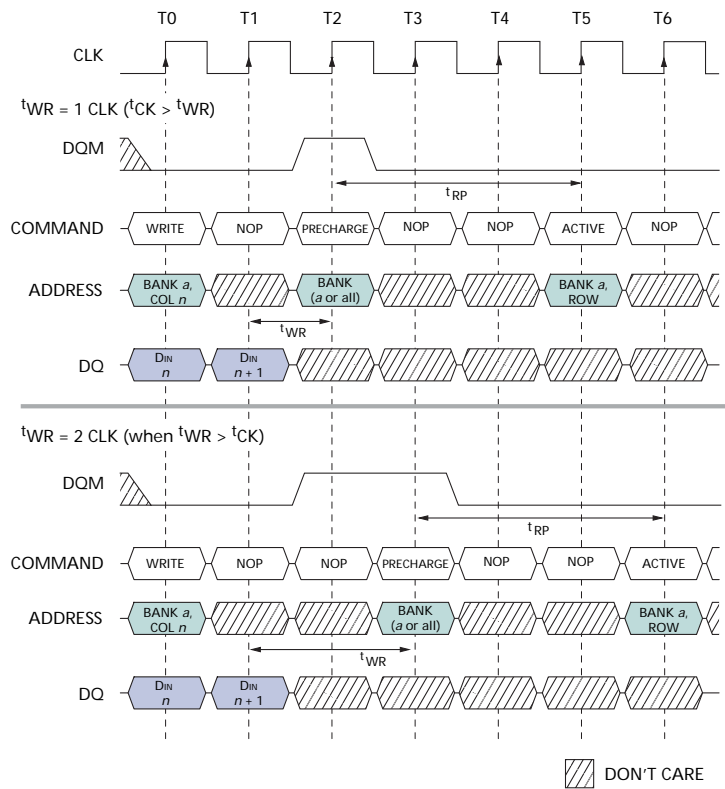 T0 T1 T2 T3 T4 T5 T6
CLK
tWR = 1 CLK (tCK > tWR)
DQM
tRP
COMMAND WRITE NOP PRECHARGE NOP NOP ACTIVE NOP
ADDRESS BANK a, COL n BANK (a or all) BANK a, ROW
tWR
DQ DIN n DIN n + 1
tWR = 2 CLK (when tWR > tCK)
DQM
tRP
COMMAND WRITE NOP NOP PRECHARGE NOP NOP ACTIVE
ADDRESS BANK a, COL n BANK (a or all) BANK a, ROW
tWR
DQ DIN n DIN n + 1
DON'T CARE